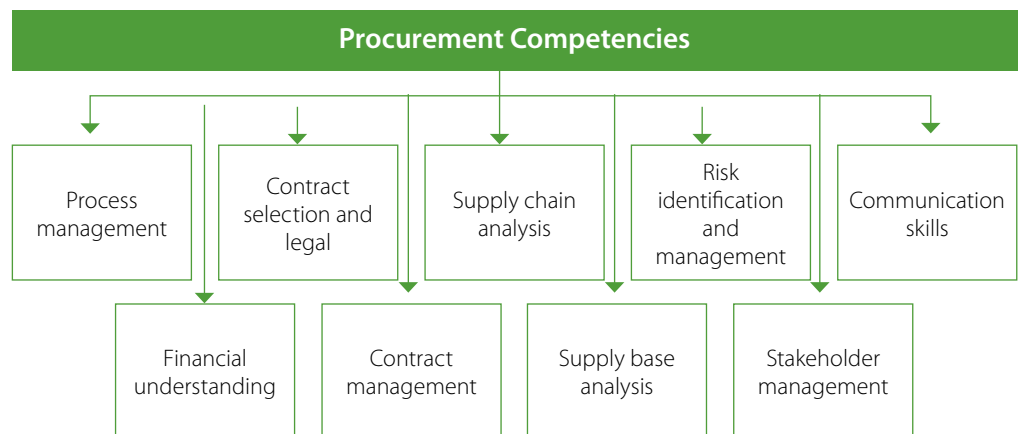 Procurement Competencies
Process
management
Contract
selection and
legal
Supply chain
analysis
Risk
identification
and
management
Communication
skills
Financial
understanding
Contract
management
Supply base
analysis
Stakeholder
management